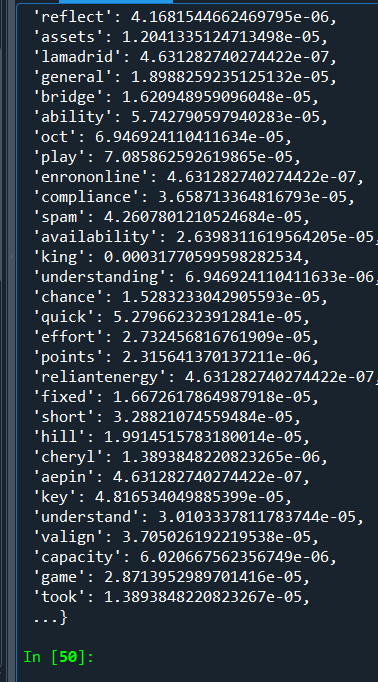 'reflect': 4.1681544662469795e-06,
'assets': 1.2041335124713498e-05,
'lamadrid': 4.631282740274422e-07,
'general': 1.8988259235125132e-05,
'bridge': 1.620948959096048e-05,
'ability': 5.742790597940283e-05,
'oct': 6.946924110411634e-05,
'play': 7.085862592619865e-05,
'enrononline': 4.631282740274422e-07,
'compliance': 3.658713364816793e-05,
'spam': 4.2607801210524684e-05,
'availability': 2.6398311619564205e-05,
'king': 0.00031770599598282534,
'understanding': 6.946924110411633e-06,
'chance': 1.5283233042905593e-05,
'quick': 5.279662323912841e-05,
'effort': 2.732456816761909e-05,
'points': 2.315641370137211e-06,
'reliantenergy': 4.631282740274422e-07,
'fixed': 1.6672617864987918e-05,
'short': 3.28821074559484e-05,
'hill': 1.9914515783180014e-05,
'cheryl': 1.3893848220823265e-06,
'aepin': 4.631282740274422e-07,
'key': 4.816534049885399e-05,
'understand': 3.0103337811783744e-05,
'valign': 3.705026192219538e-05,
'capacity': 6.020667562356749e-06,
'game': 2.8713952989701416e-05,
'took': 1.3893848220823267e-05,
...}
In [50]: